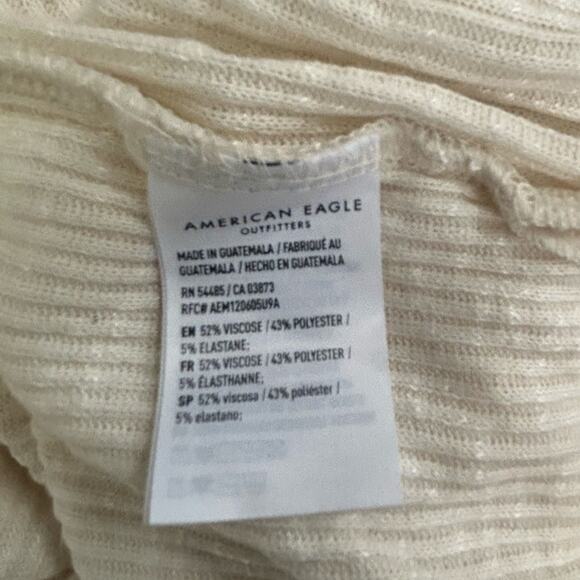 AMERICAN EAGLE
OUTFITTERS
MADE IN GUATEMALA / FABRIQUÉ AU
GUATEMALA / HECHO EN GUATEMALA
RN 54485 / CA 03873
RFC# AEM120605U9A
EN 52% VISCOSE / 43% POLYESTER /
5% ELASTANE;
FR 52% VISCOSE / 43% POLYESTER /
5% ÉLASTHANNE;
SP 52% viscosa / 43% poliéster /
5% elastano;